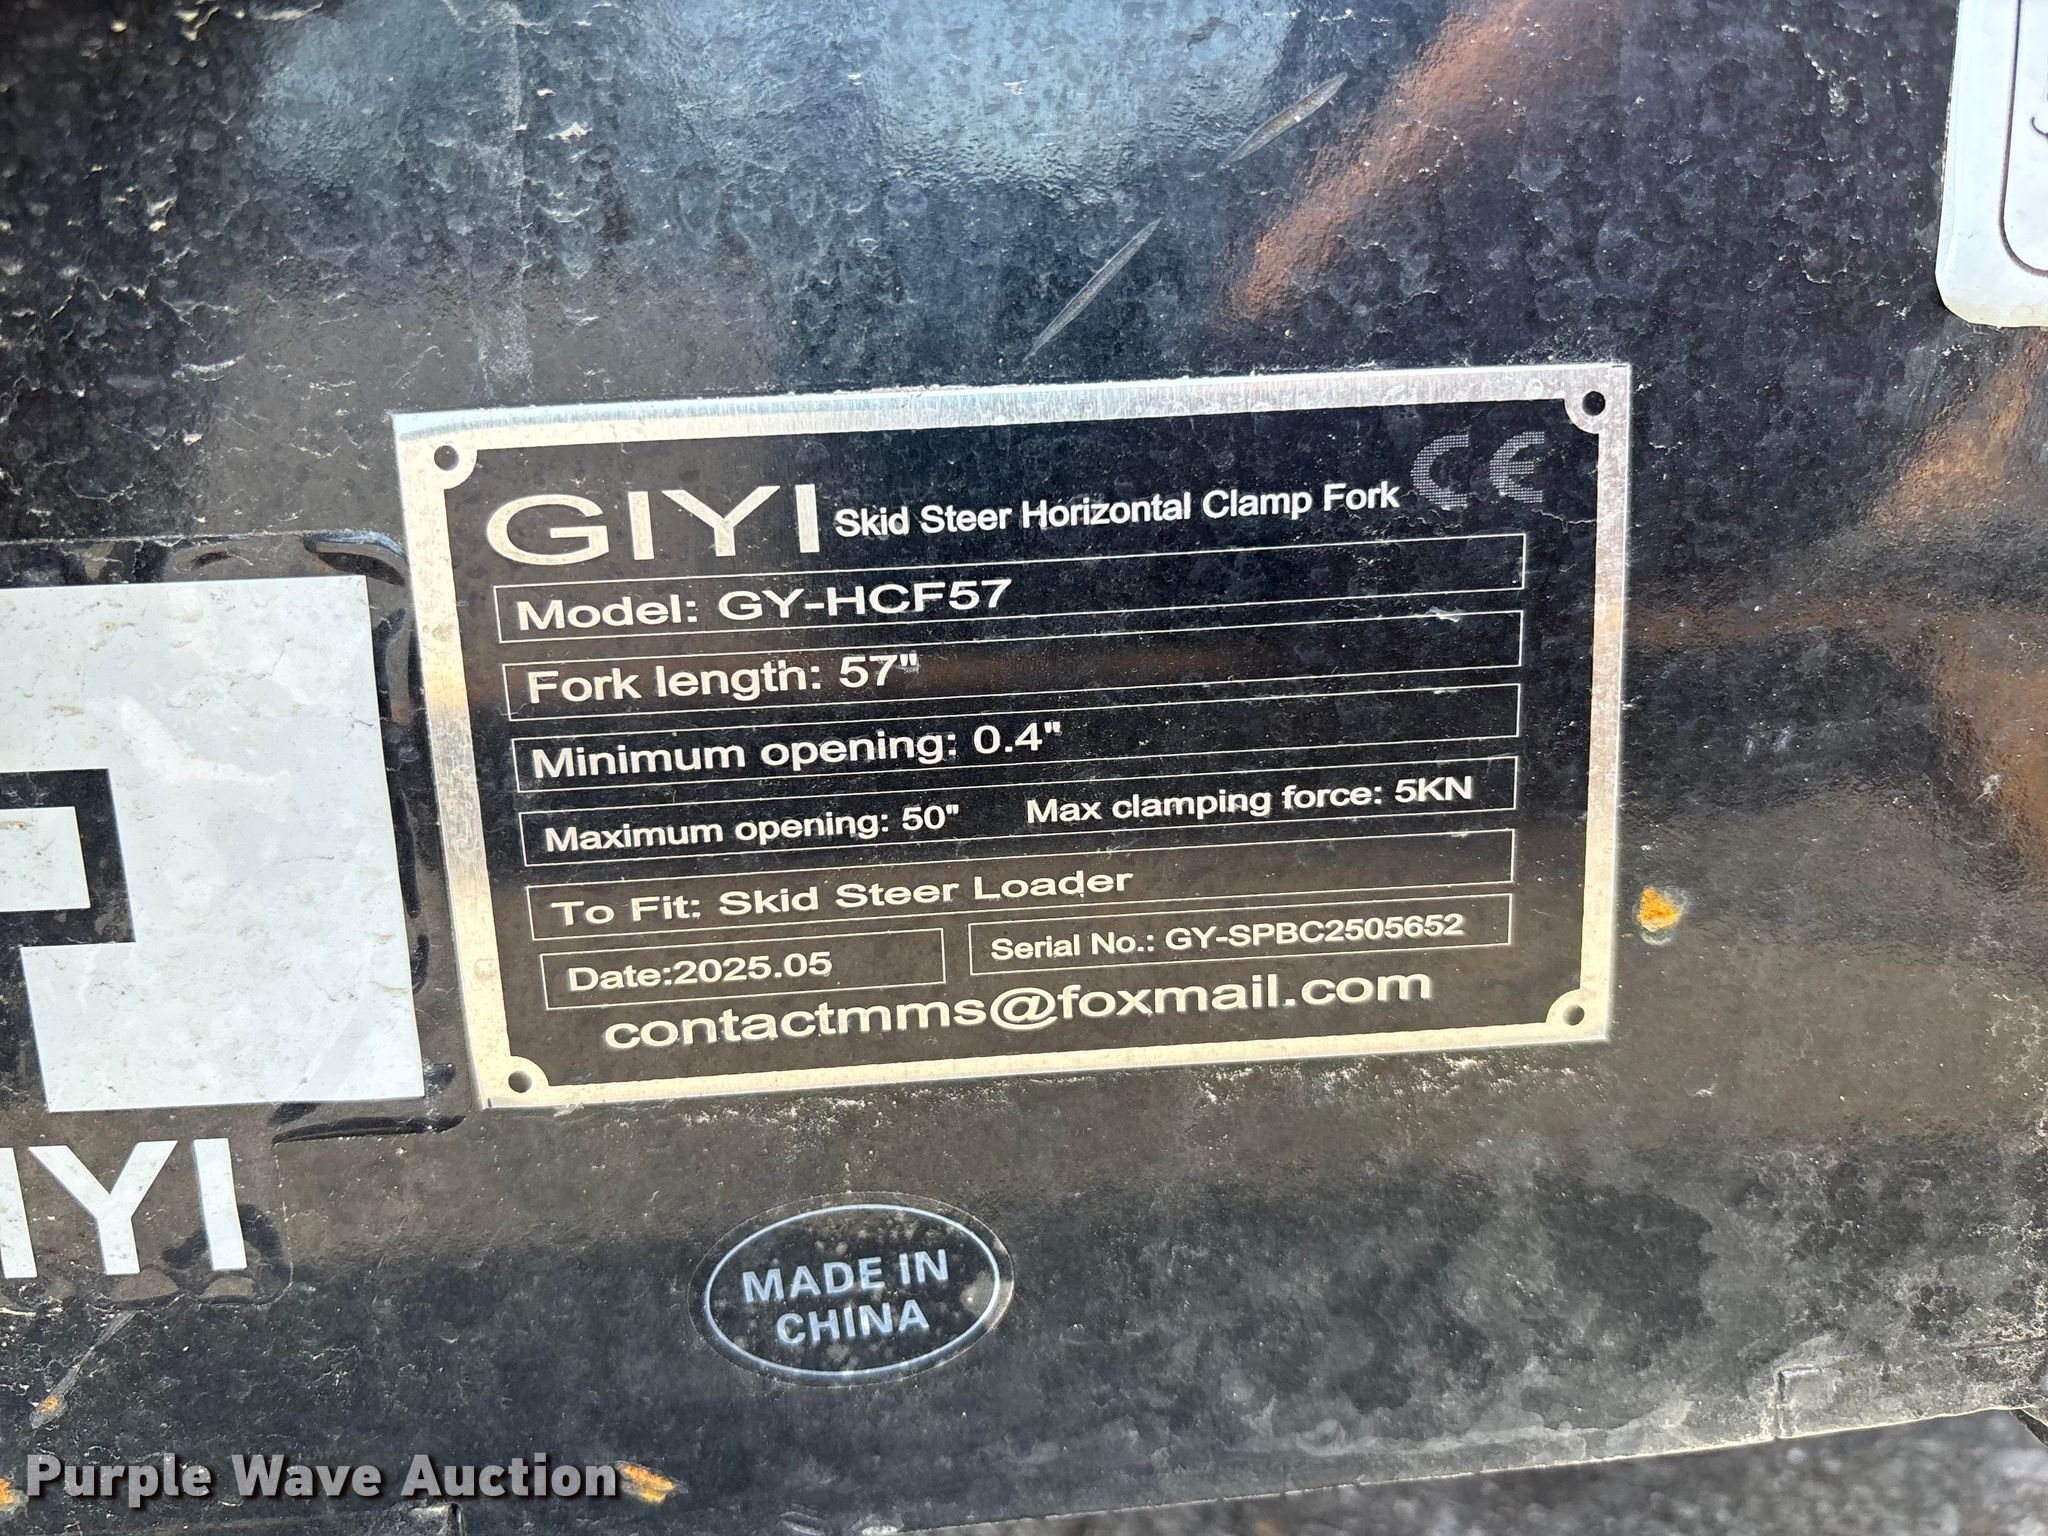 GIYI Skid Steer Horizontal Clamp Fork CE
Model: GY-HCF57
Fork length: 57"
Minimum opening: 0.4"
Maximum opening: 50" Max clamping force: 5KN
To Fit: Skid Steer Loader
Date:2025.05 Serial No.: GY-SPBC2505652
contactmms@foxmail.com
IYI
MADE IN
CHINA
Purple Wave Auction